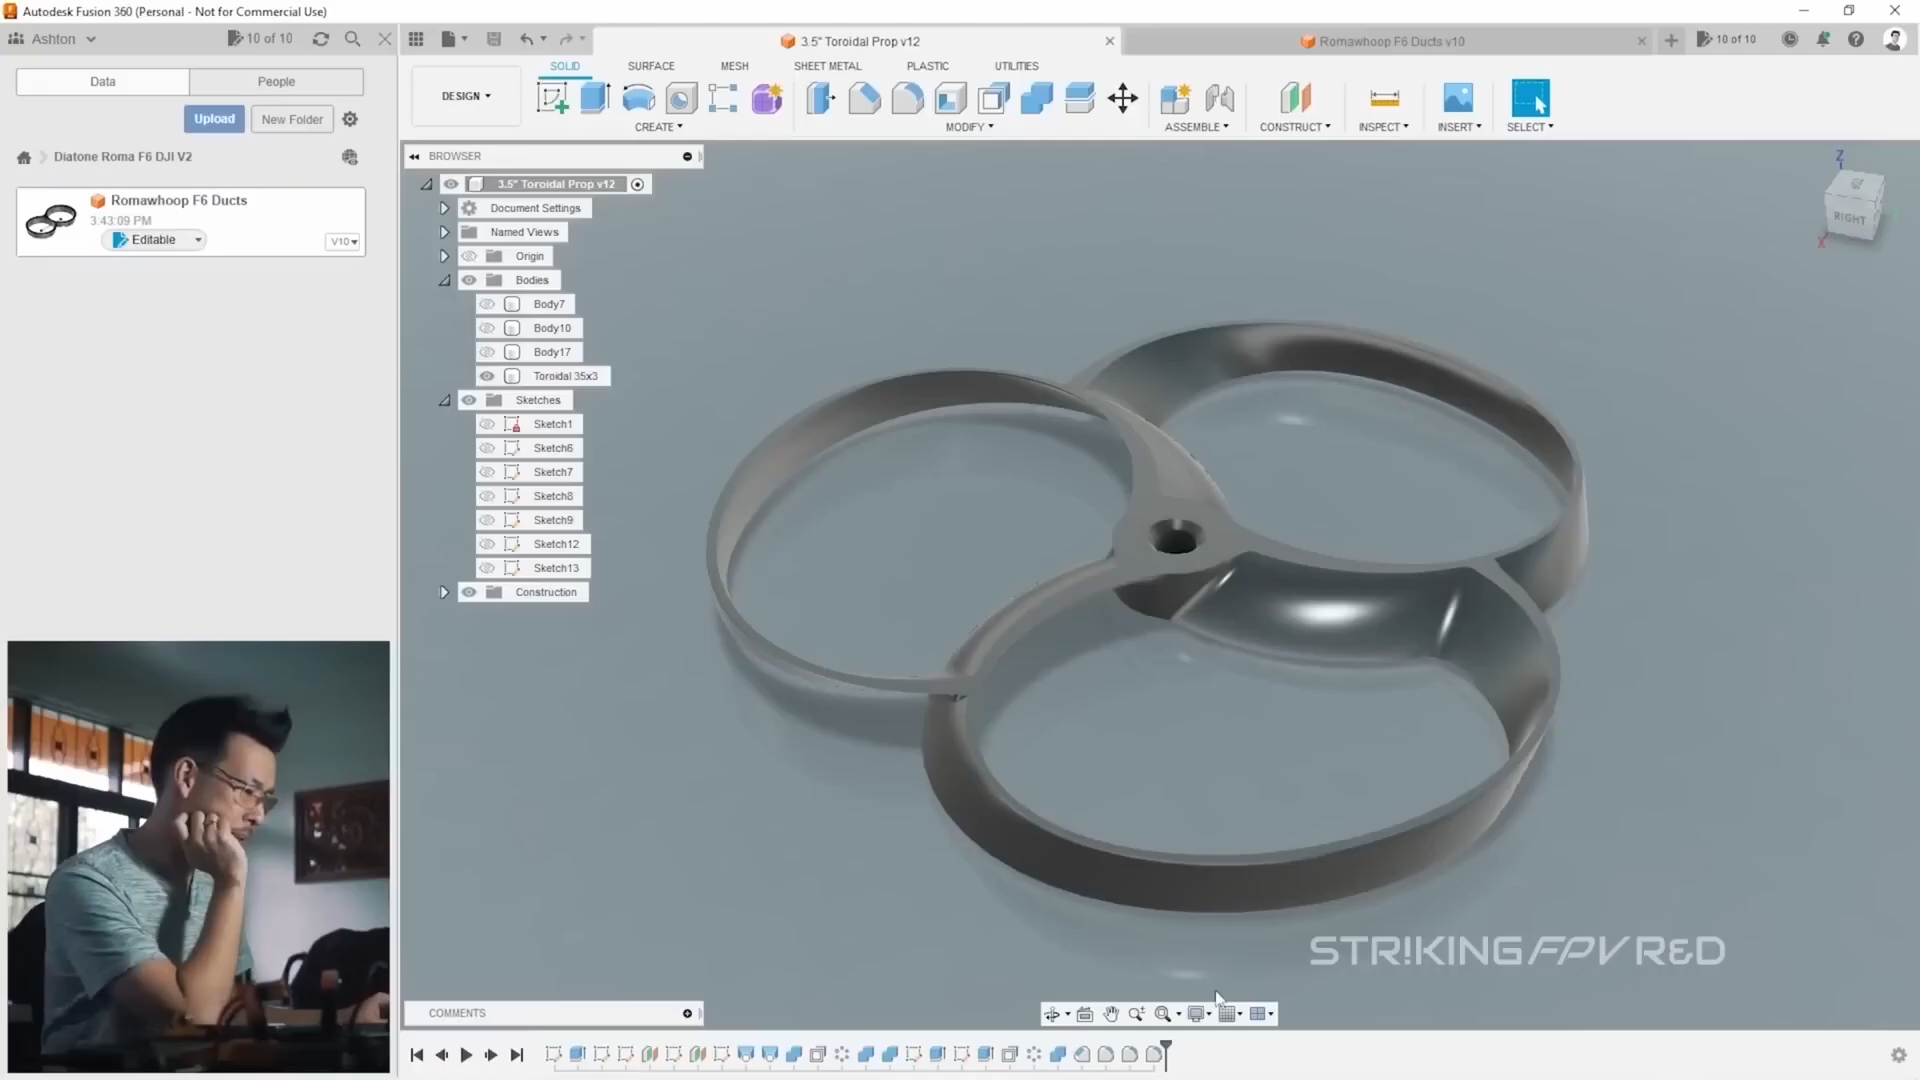 Autodesk Fusion 360 (Personal - Not for Commercial Use)
Ashton
10 of 10
3.5" Toroidal Prop v12
Romawhoop F6 Ducts v10
10 of 10
Data
People
Upload
New Folder
Diatone Roma F6 DJI V2
Romawhoop F6 Ducts
3:43:09 PM
Editable
V10
DESIGN
SOLID
SURFACE
MESH
SHEET METAL
PLASTIC
UTILITIES
CREATE
MODIFY
ASSEMBLE
CONSTRUCT
INSPECT
INSERT
SELECT
BROWSER
3.5" Toroidal Prop v12
Document Settings
Named Views
Origin
Bodies
Body7
Body10
Body17
Toroidal 35x3
Sketches
Sketch1
Sketch6
Sketch7
Sketch8
Sketch9
Sketch12
Sketch13
Construction
Z
RIGHT
X
STR!KINGFPVR&D
COMMENTS